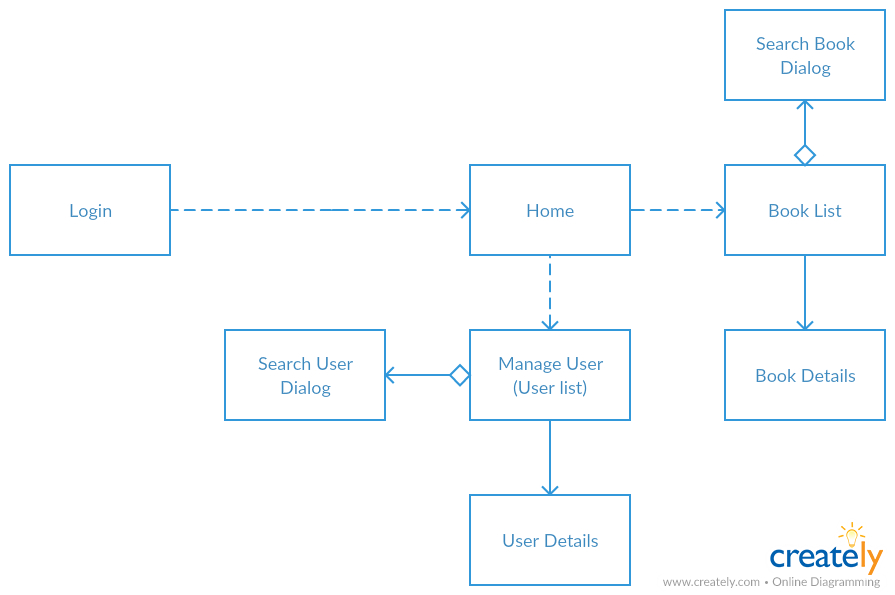 Search Book
Dialog
Login
Home
Book List
Search User
Dialog
Manage User
(User list)
Book Details
User Details
creately
www.creately.com • Online Diagramming